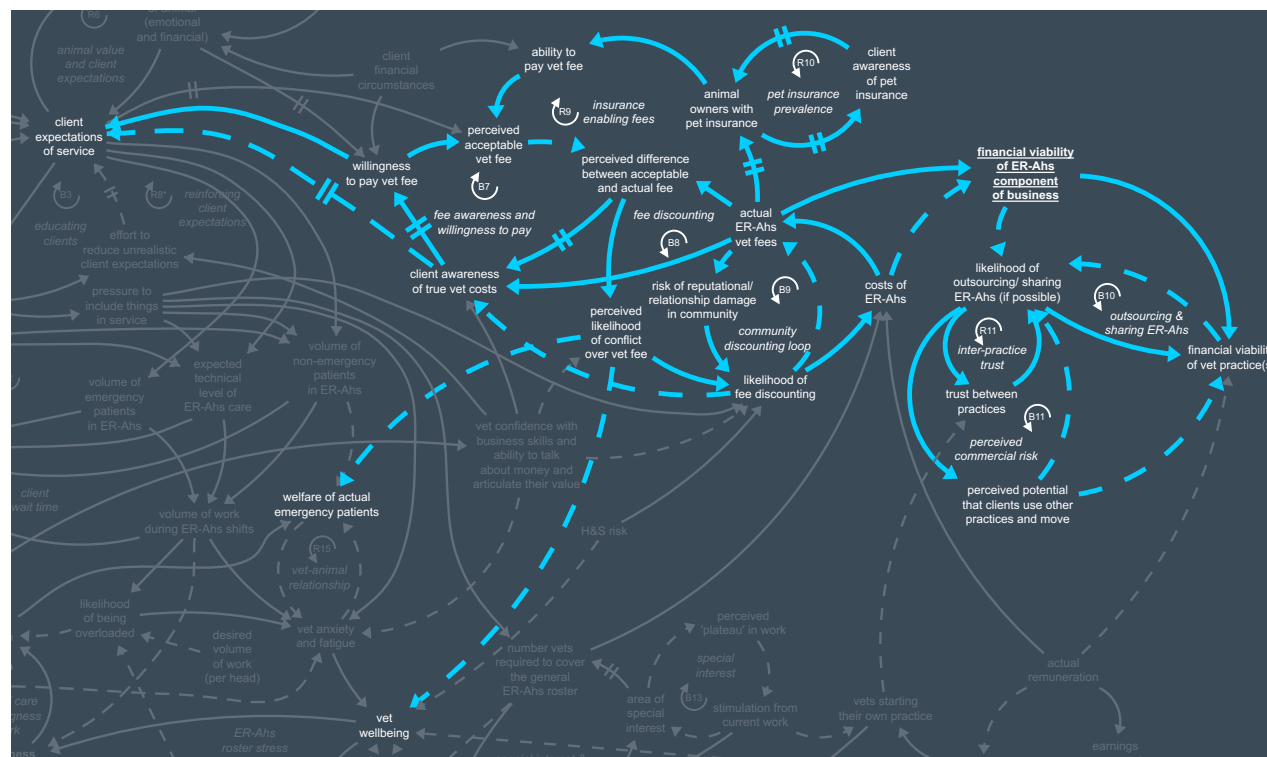 R6
(emotional
and financial)
animal value
and client
expectations
client
financial
circumstances
ability to
pay vet fee
R10
client
awareness
of pet
insurance
animal
owners with
pet insurance
pet insurance
prevalence
R9
insurance
enabling fees
client
expectations
of service
perceived
acceptable
vet fee
willingness
to pay vet fee
perceived difference
between acceptable
and actual fee
financial viability
of ER-Ahs
component
of business
B3
R8*
reinforcing
client
expectations
B7
fee awareness and
willingness to pay
fee discounting
B8
actual
ER-Ahs
vet fees
educating
clients
effort to
reduce unrealistic
client expectations
client awareness
of true vet costs
risk of reputational/
relationship damage
in community
B9
costs of
ER-Ahs
likelihood of
outsourcing/ sharing
ER-Ahs (if possible)
B10
outsourcing &
sharing ER-Ahs
pressure to
include things
in service
perceived
likelihood
of conflict
over vet fee
community
discounting loop
R11
inter-practice
trust
financial viability
of vet practice(s
volume of
non-emergency
patients
in ER-Ahs
expected
technical
level of
ER-Ahs care
volume of
emergency
patients
in ER-Ahs
likelihood of
fee discounting
trust between
practices
B11
perceived
commercial risk
vet confidence with
business skills and
ability to talk
about money and
articulate their value
client
wait time
welfare of actual
emergency patients
perceived potential
that clients use other
practices and move
volume of work
during ER-Ahs shifts
H&S risk
R15
vet-animal
relationship
likelihood
of being
overloaded
vet anxiety
and fatigue
desired
volume
of work
(per head)
perceived
'plateau' in work
number vets
required to cover
the general
ER-Ahs roster
special
interest
B13
actual
remuneration
area of
special
interest
stimulation from
current work
vets starting
their own practice
care
vet
wellbeing
ER-Ahs
roster stress
earnings